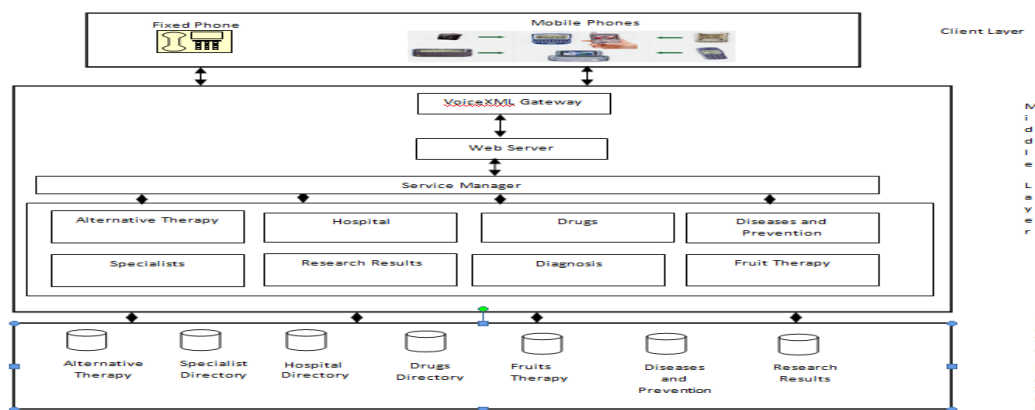 Fixed Phone
Mobile Phones
Client Layer
VoiceXML Gateway
Web Server
Service Manager
Middle
Layer
Alternative Therapy
Hospital
Drugs
Diseases and
Prevention
Specialists
Research Results
Diagnosis
Fruit Therapy
Alternative
Therapy
Specialist
Directory
Hospital
Directory
Drugs
Directory
Fruits
Therapy
Diseases
and
Prevention
Research
Results